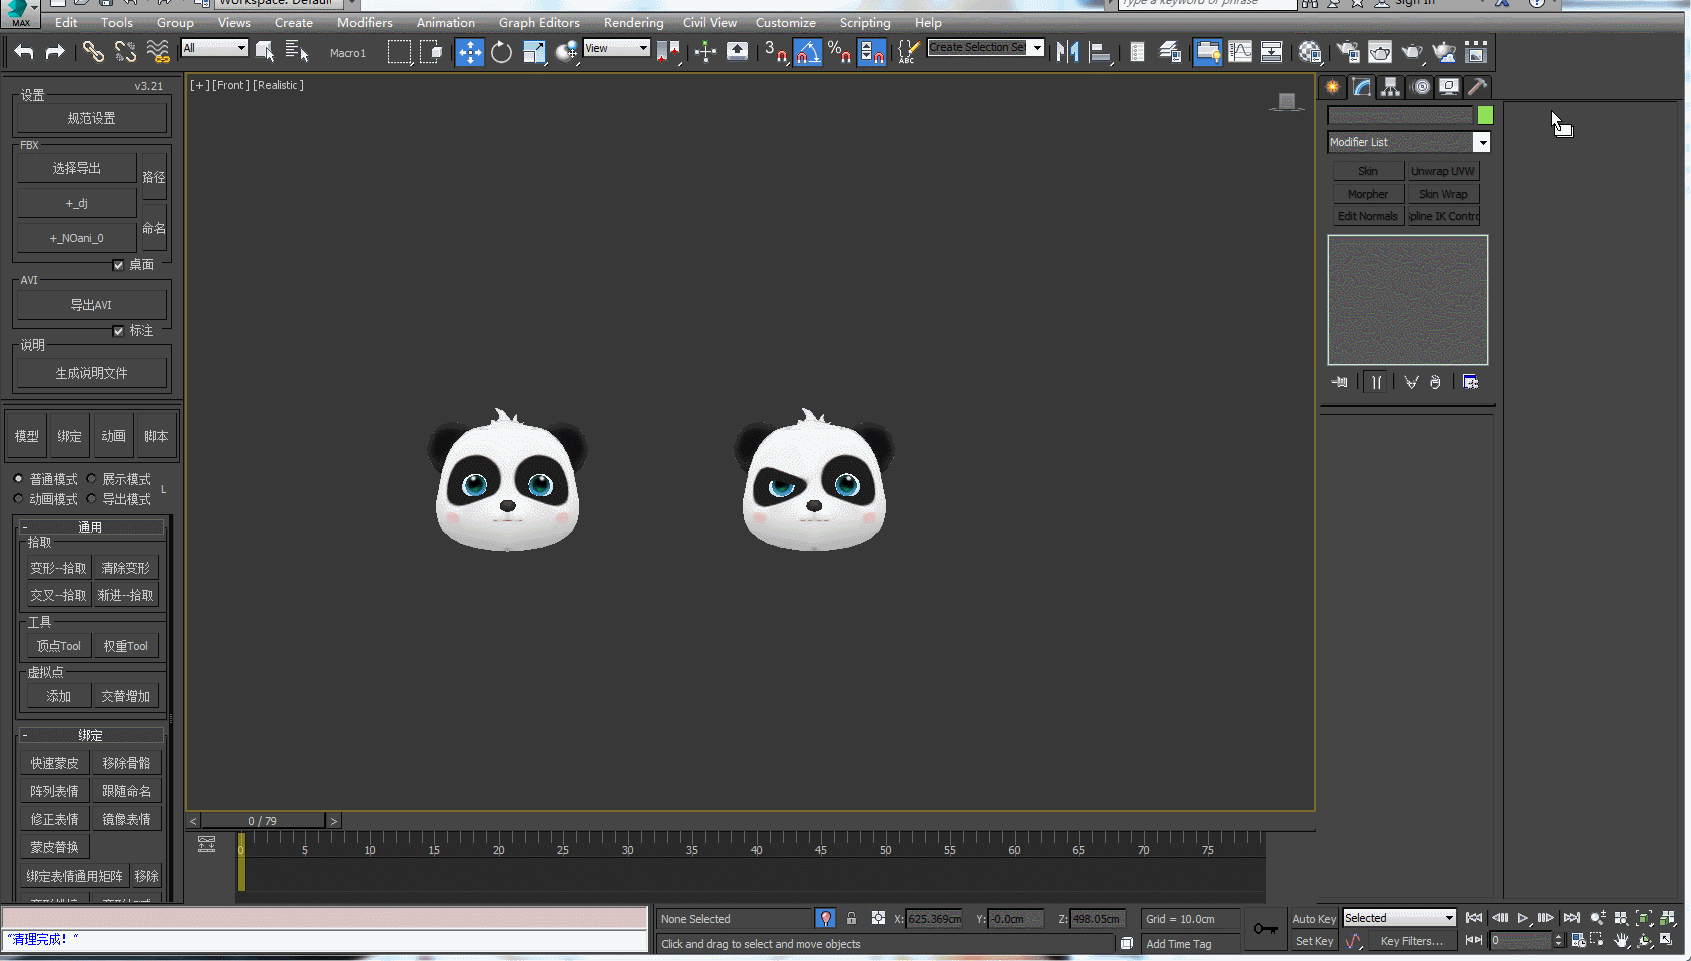 Workspace: Default
Type a keyword or phrase
Sign In
MAX
Edit Tools Group Views Create Modifiers Animation Graph Editors Rendering Civil View Customize Scripting Help
All
Macro1
View
3
%
ABC
Create Selection Se
v3.21
[+][Front][Realistic]
设置
规范设置
FBX
选择导出
路径
+_dj
+_NOani_0
命名
桌面
AVI
导出AVI
标注
说明
生成说明文件
模型 绑定 动画 脚本
普通模式 展示模式
动画模式 导出模式
L
- 通用
拾取
变形--拾取 清除变形
交叉--拾取 渐进--拾取
工具
顶点Tool 权重Tool
虚拟点
添加 交替增加
- 绑定
快速蒙皮 移除骨骼
阵列表情 跟随命名
修正表情 镜像表情
蒙皮替换
绑定表情通用矩阵 移除
Modifier List
Skin Unwrap UVW
Morpher Skin Wrap
Edit Normals pline IK Contro
< 0 / 79 >
0 5 10 15 20 25 30 35 40 45 50 55 60 65 70 75
"清理完成！"
None Selected
X: 625.369cm Y: -0.0cm Z: 498.05cm
Grid = 10.0cm
Auto Key Selected
Click and drag to select and move objects
Add Time Tag
Set Key Key Filters...
0